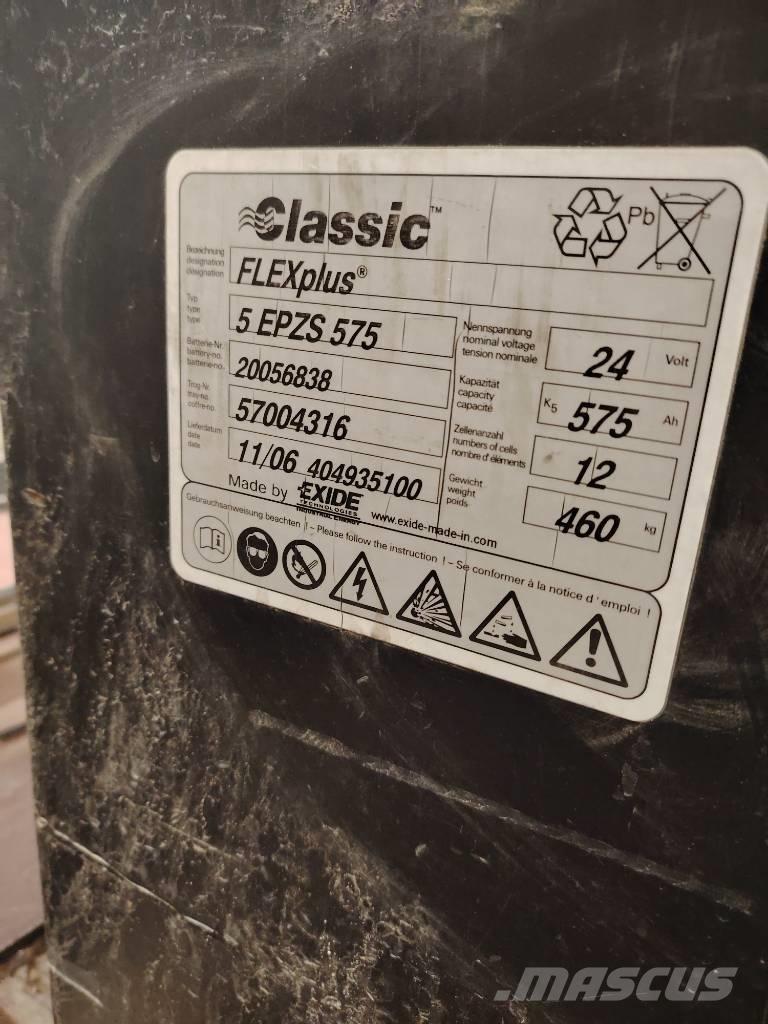 Classic™
Pb
Bezeichnung
designation
désignation
FLEXplus®
Typ
type
type
5 EPZS 575
Nennspannung
nominal voltage
tension nominale
24 Volt
Batterie-Nr.
battery-no.
batterie-no.
20056838
Kapazität
capacity
capacité
K5 575 Ah
Trog-Nr.
tray-no.
coffre-no.
57004316
Zellenanzahl
numbers of cells
nombre d'éléments
12
Lieferdatum
date
date
11/06 404935100
Gewicht
weight
poids
460 kg
Made by EXIDE
TECHNOLOGIES
INDUSTRIAL ENERGY
www.exide-made-in.com
Gebrauchsanweisung beachten ! - Please follow the instruction ! - Se conformer à la notice d'emploi !
MASCUS